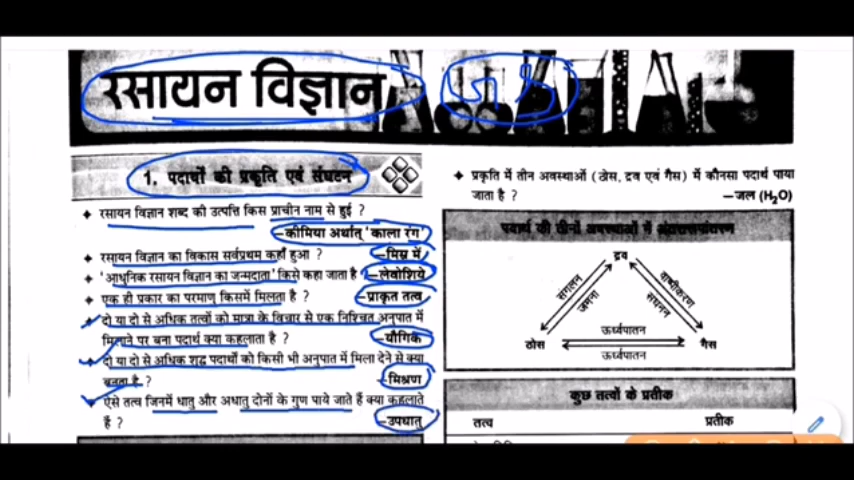 रसायन विज्ञान
1. पदार्थो की प्रकृति एवं संघटन
✦ रसायन विज्ञान शब्द की उत्पत्ति किस प्राचीन नाम से हुई ?
–कीमिया अर्थात् 'काला रंग'
✦ रसायन विज्ञान का विकास सर्वप्रथम कहाँ हुआ ? –मिस्र में
✦ 'आधुनिक रसायन विज्ञान का जन्मदाता' किसे कहा जाता है ? –लेवोशिये
✦ एक ही प्रकार का परमाणु किसमें मिलता है ? –प्राकृत तत्व
✦ दो या दो से अधिक तत्वों को मात्रा के विचार से एक निश्चित अनुपात में
मिलाने पर बना पदार्थ क्या कहलाता है ? –यौगिक
✦ दो या दो से अधिक शुद्ध पदार्थों को किसी भी अनुपात में मिला देने से क्या
बनता है ? –मिश्रण
✦ ऐसे तत्व जिनमें धातु और अधातु दोनों के गुण पाये जाते हैं क्या कहलाते
हैं ? –उपधातु
✦ प्रकृति में तीन अवस्थाओं (ठोस, द्रव एवं गैस) में कौनसा पदार्थ पाया
जाता है ? –जल (H₂O)
पदार्थ की तीनों अवस्थाओं में अंतरारूपांतरण
द्रव
संगलन
जमना
वाष्पीकरण
संघनन
ठोस
ऊर्ध्वपातन
ऊर्ध्वपातन
गैस
कुछ तत्वों के प्रतीक
तत्व प्रतीक